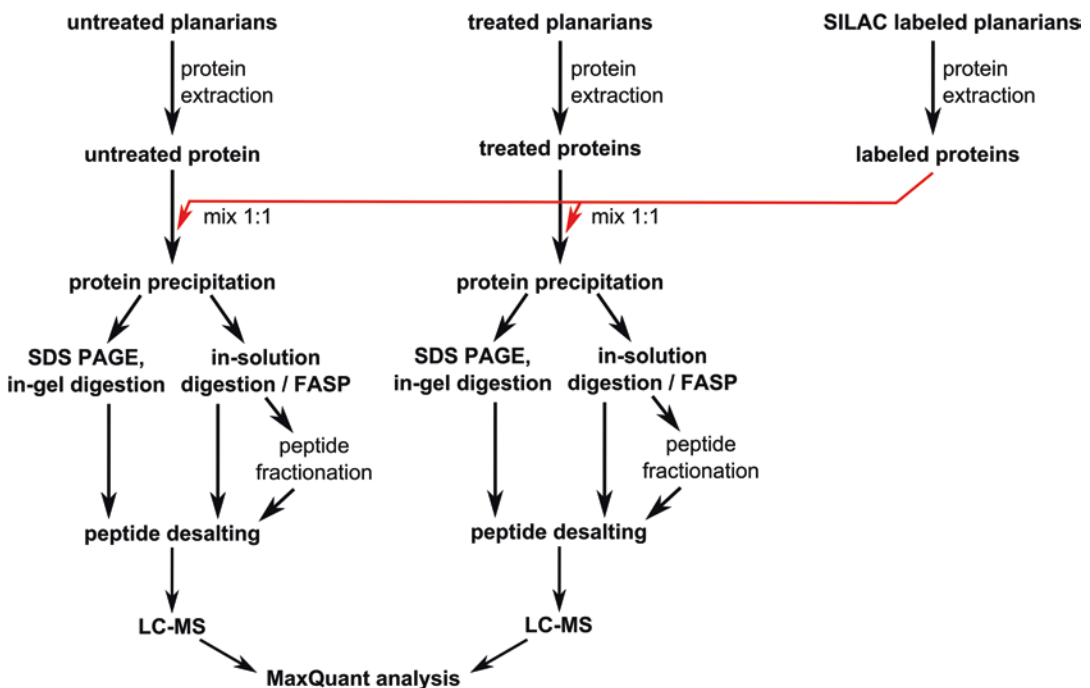 untreated planarians
treated planarians
SILAC labeled planarians
protein
extraction
protein
extraction
protein
extraction
untreated protein
treated proteins
labeled proteins
mix 1:1
mix 1:1
protein precipitation
protein precipitation
SDS PAGE,
in-gel digestion
in-solution
digestion / FASP
SDS PAGE,
in-gel digestion
in-solution
digestion / FASP
peptide
fractionation
peptide
fractionation
peptide desalting
peptide desalting
LC-MS
LC-MS
MaxQuant analysis